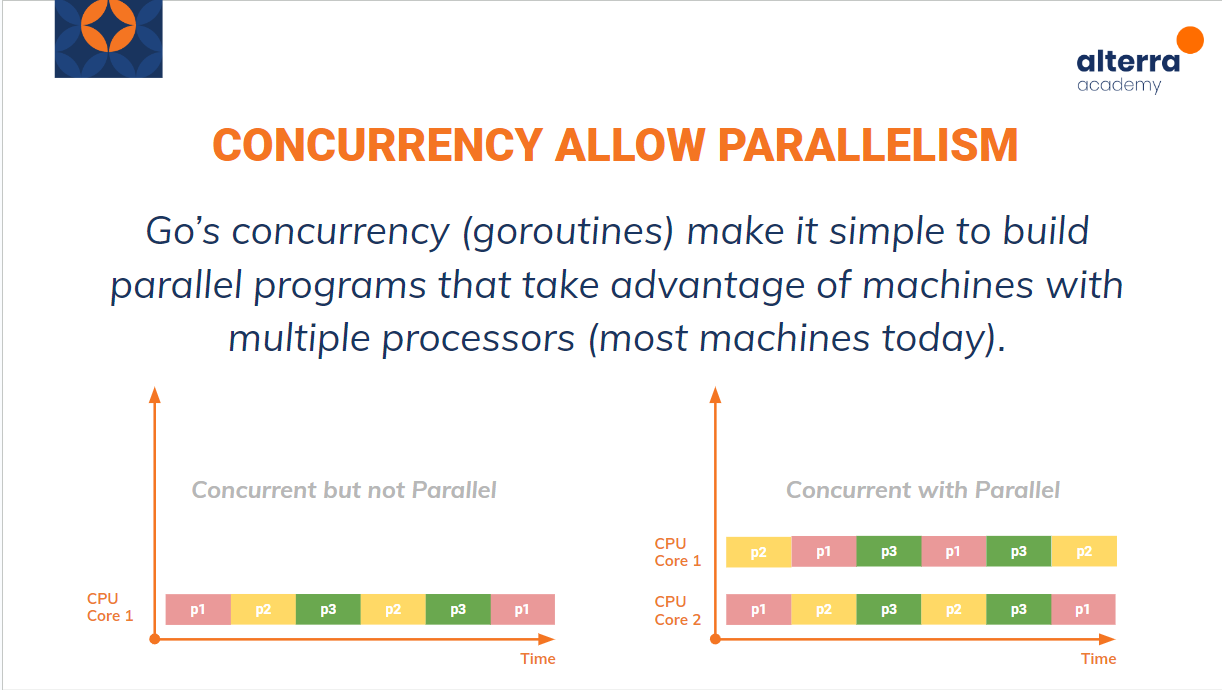 alterra
academy
CONCURRENCY ALLOW PARALLELISM
Go’s concurrency (goroutines) make it simple to build
parallel programs that take advantage of machines with
multiple processors (most machines today).
Concurrent but not Parallel
CPU
Core 1
p1 p2 p3 p2 p3 p1
Time
Concurrent with Parallel
CPU
Core 1
p2 p1 p3 p1 p3 p2
CPU
Core 2
p1 p2 p3 p2 p3 p1
Time